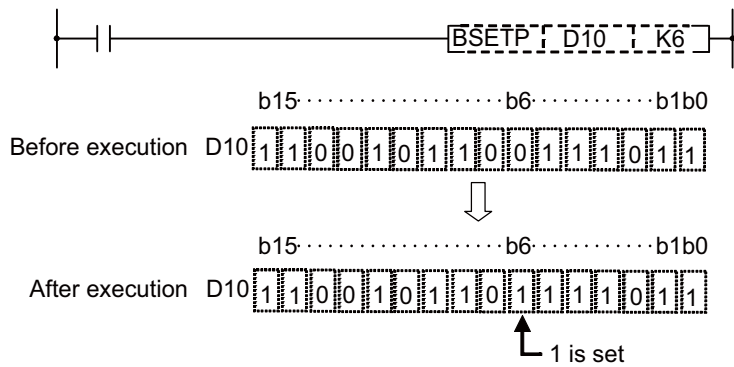 BSETP D10 K6
b15··················b6···········b1b0
Before execution D10 1 1 0 0 1 0 1 1 0 0 1 1 1 0 1 1
b15··················b6···········b1b0
After execution D10 1 1 0 0 1 0 1 1 0 1 1 1 1 0 1 1
1 is set